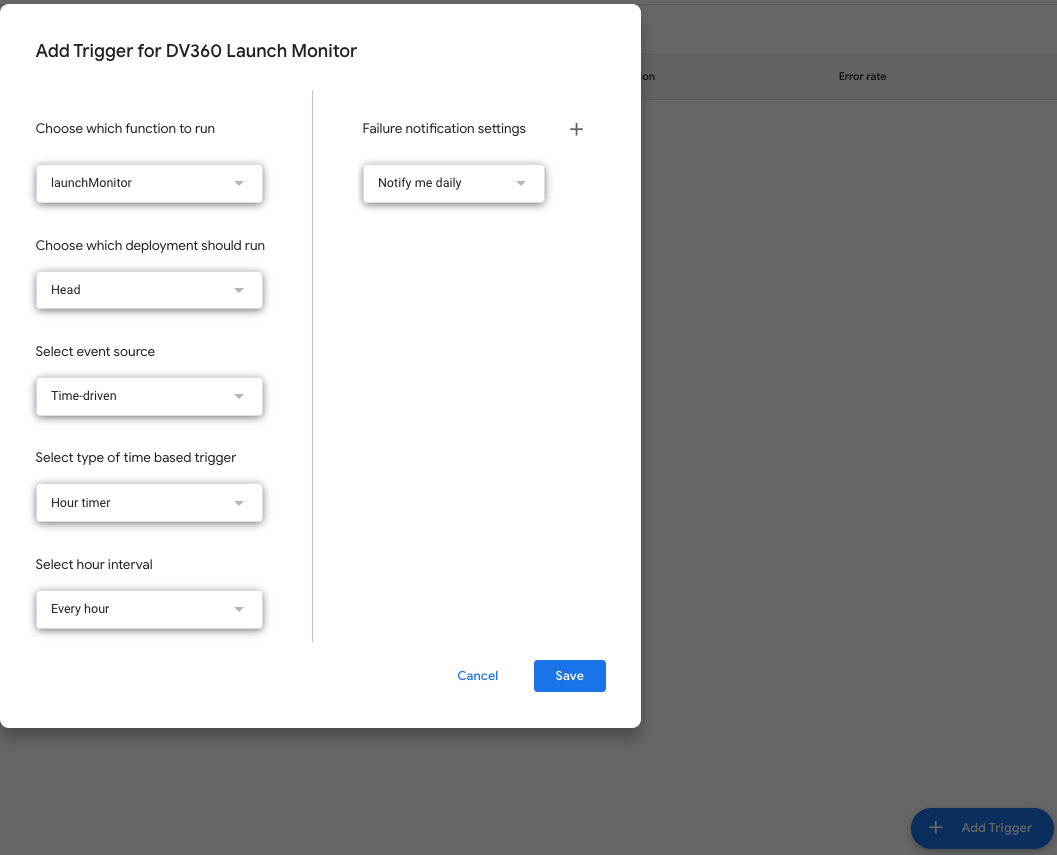 Add Trigger for DV360 Launch Monitor
Choose which function to run
launchMonitor
Choose which deployment should run
Head
Select event source
Time-driven
Select type of time based trigger
Hour timer
Select hour interval
Every hour
Failure notification settings
Notify me daily
Cancel
Save
Error rate
Add Trigger